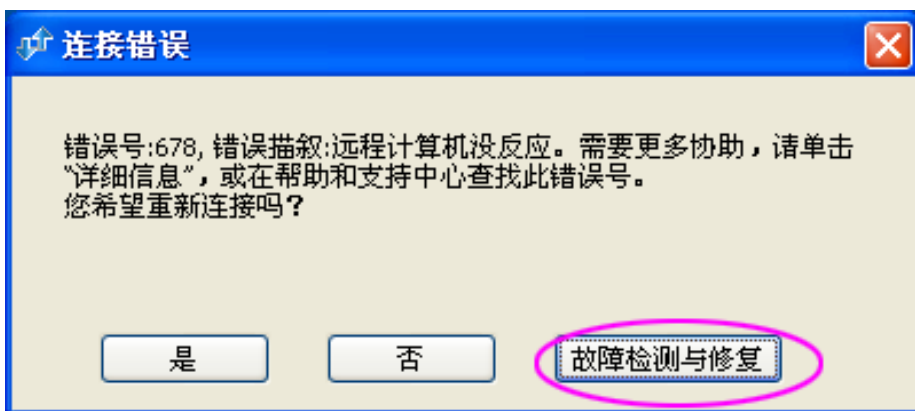 连接错误
错误号:678, 错误描叙:远程计算机没反应。需要更多协助，请单击
"详细信息"，或在帮助和支持中心查找此错误号。
您希望重新连接吗?
是
否
故障检测与修复